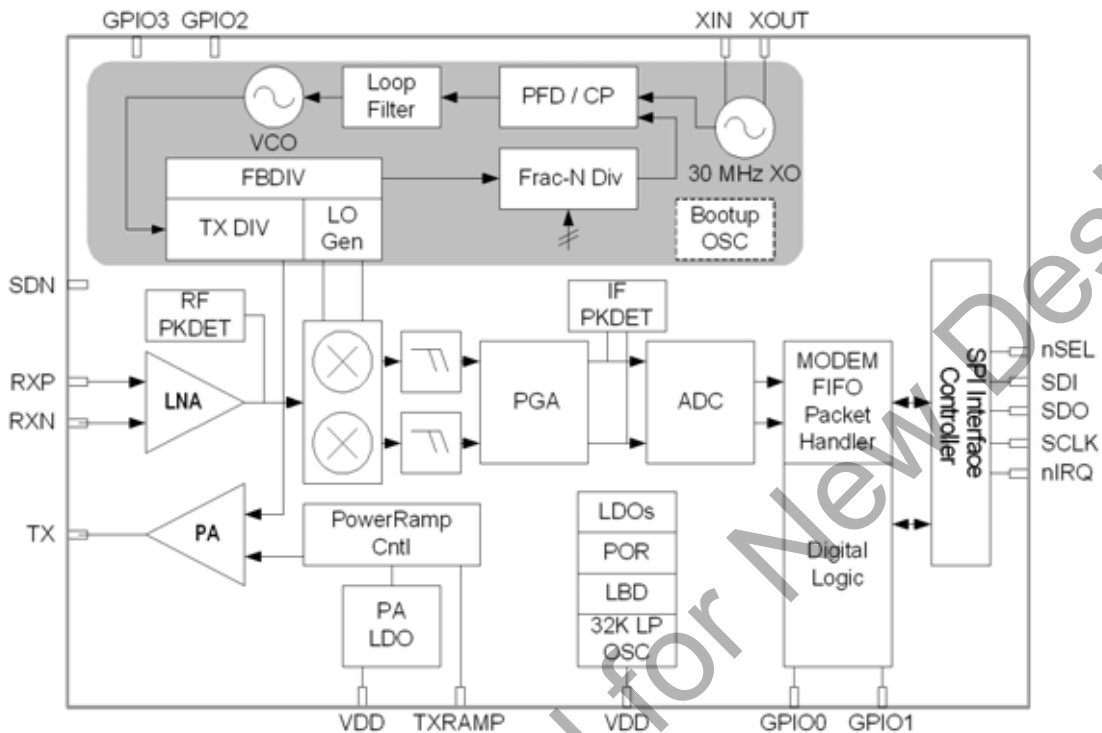 GPIO3 GPIO2
XIN XOUT
VCO
Loop
Filter
PFD / CP
30 MHz XO
FBDIV
TX DIV
LO
Gen
Frac-N Div
Bootup
OSC
SDN
RXP
RXN
TX
RF
PKDET
LNA
PA
PowerRamp
Cntl
PA
LDO
PGA
IF
PKDET
ADC
LDOs
POR
LBD
32K LP
OSC
MODEM
FIFO
Packet
Handler
Digital
Logic
SPI Interface
Controller
nSEL
SDI
SDO
SCLK
nIRQ
VDD
TXRAMP
VDD
GPIO0
GPIO1
for New Des